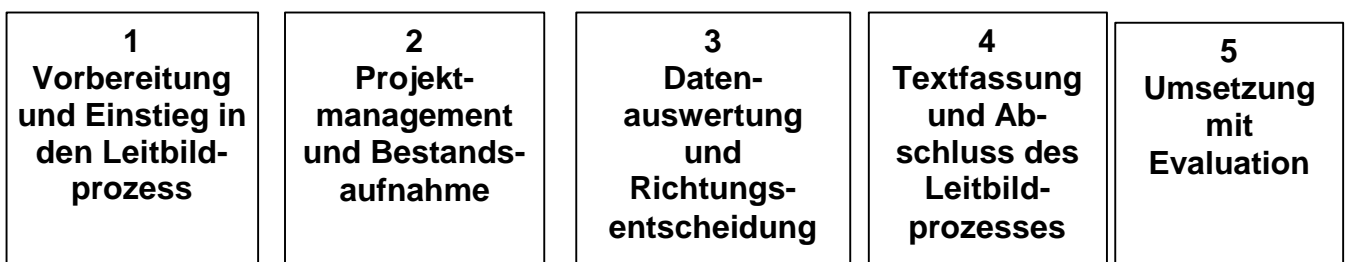 1
Vorbereitung
und Einstieg in
den Leitbild-
prozess
2
Projekt-
management
und Bestands-
aufnahme
3
Daten-
auswertung
und
Richtungs-
entscheidung
4
Textfassung
und Ab-
schluss des
Leitbild-
prozesses
5
Umsetzung
mit
Evaluation